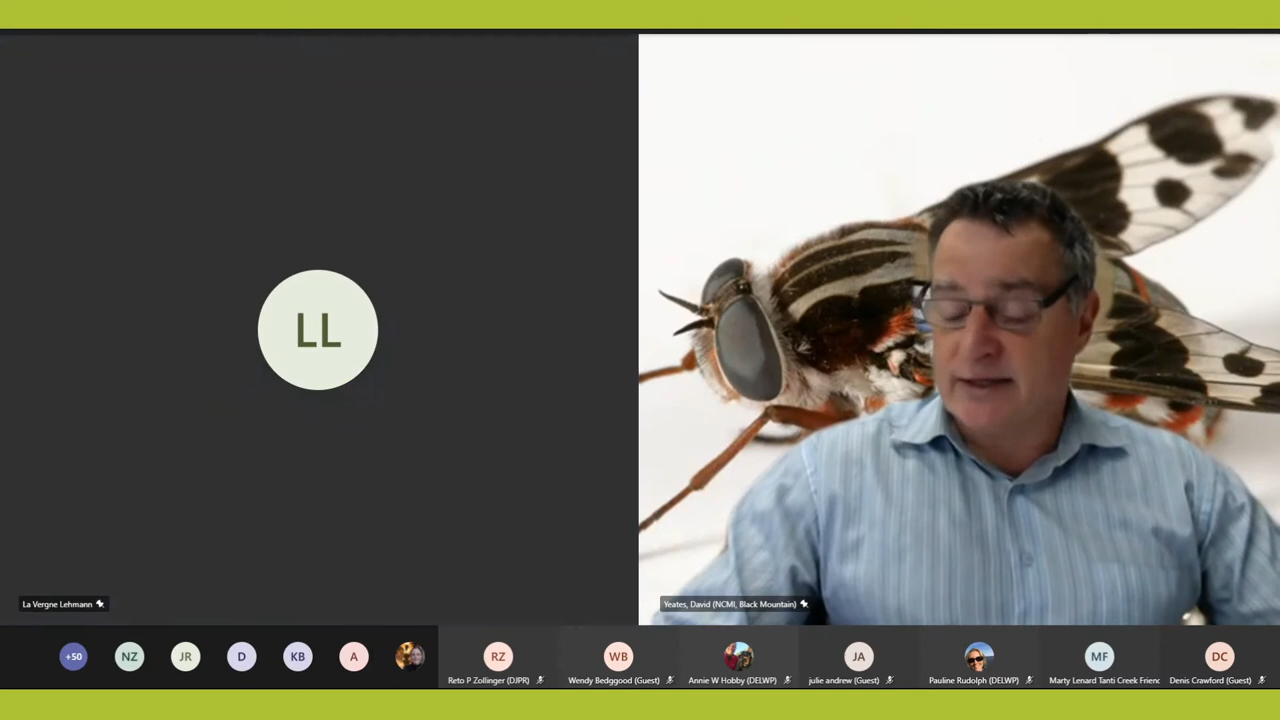 LL
La Vergne Lehmann
Yeates, David (NCMI, Black Mountain)
+50
NZ
JR
D
KB
A
RZ
WB
JA
MF
DC
Reto P Zollinger (DJPR)
Wendy Bedggood (Guest)
Annie W Hobby (DELWP)
julie andrew (Guest)
Pauline Rudolph (DELWP)
Marty Lenard Tanti Creek Friend
Denis Crawford (Guest)